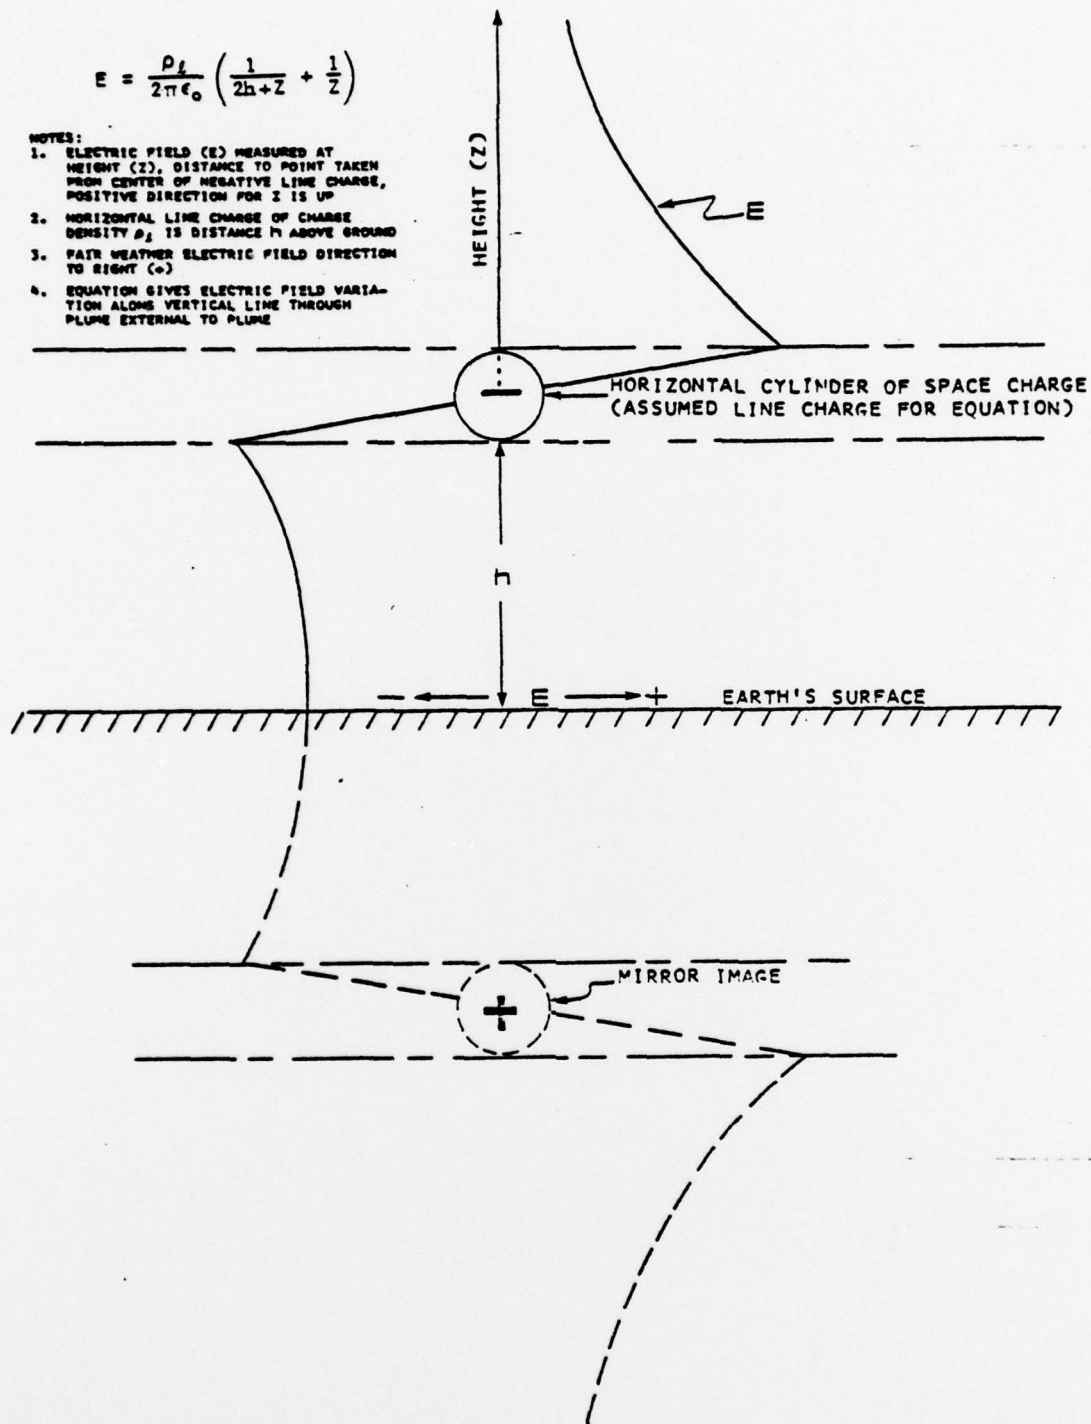 E = ρℓ / 2πϵ₀ ( 1 / 2h+Z + 1 / Z )
NOTES:
1. ELECTRIC FIELD (E) MEASURED AT
HEIGHT (Z), DISTANCE TO POINT TAKEN
FROM CENTER OF NEGATIVE LINE CHARGE,
POSITIVE DIRECTION FOR Z IS UP
2. HORIZONTAL LINE CHARGE OF CHARGE
DENSITY ρℓ IS DISTANCE h ABOVE GROUND
3. FAIR WEATHER ELECTRIC FIELD DIRECTION
TO RIGHT (+)
4. EQUATION GIVES ELECTRIC FIELD VARIA-
TION ALONG VERTICAL LINE THROUGH
PLUME EXTERNAL TO PLUME
HEIGHT (Z)
E
−
HORIZONTAL CYLINDER OF SPACE CHARGE
(ASSUMED LINE CHARGE FOR EQUATION)
h
− E + EARTH'S SURFACE
MIRROR IMAGE
+